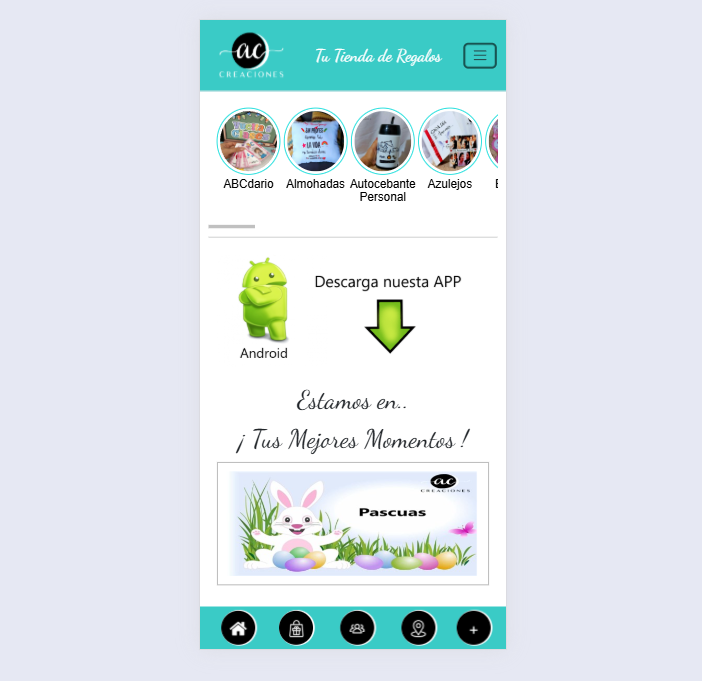 ac
CREACIONES
Tu Tienda de Regalos
ABCdario
Almohadas
Autocebante
Personal
Azulejos
Descarga nuesta APP
Android
Estamos en..
¡ Tus Mejores Momentos !
ac
CREACIONES
Pascuas